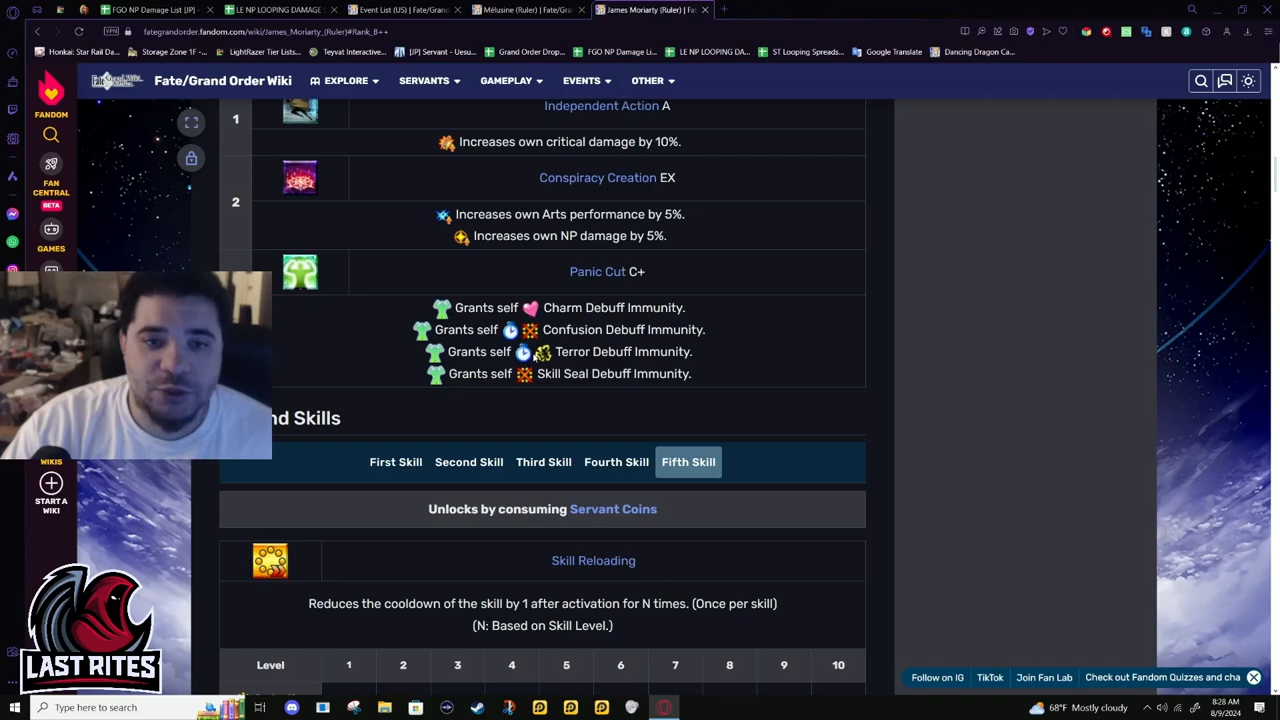 FGO NP Damage List [JP] -
LE NP LOOPING DAMAGE
Event List (US) | Fate/Grand
Mélusine (Ruler) | Fate/Gran
James Moriarty (Ruler) | Fa
VPN
fategrandorder.fandom.com/wiki/James_Moriarty_(Ruler)#Rank_B++
Honkai: Star Rail Da...
Storage Zone 1F -...
LightRazer Tier Lists...
Teyvat Interactive...
[JP] Servant - Uesu...
Grand Order Drop...
FGO NP Damage Li...
LE NP LOOPING DA...
ST Looping Spreads...
Google Translate
Dancing Dragon Ca...
Fate/Grand Order Wiki
EXPLORE
SERVANTS
GAMEPLAY
EVENTS
OTHER
FANDOM
FAN
CENTRAL
BETA
GAMES
WIKIS
START A
WIKI
1
Independent Action A
Increases own critical damage by 10%.
Conspiracy Creation EX
2
Increases own Arts performance by 5%.
Increases own NP damage by 5%.
Panic Cut C+
Grants self Charm Debuff Immunity.
Grants self Confusion Debuff Immunity.
Grants self Terror Debuff Immunity.
Grants self Skill Seal Debuff Immunity.
nd Skills
First Skill
Second Skill
Third Skill
Fourth Skill
Fifth Skill
Unlocks by consuming Servant Coins
Skill Reloading
Reduces the cooldown of the skill by 1 after activation for N times. (Once per skill)
(N: Based on Skill Level.)
Level 1 2 3 4 5 6 7 8 9 10
LAST RITES
Follow on IG
TikTok
Join Fan Lab
Check out Fandom Quizzes and cha
Type here to search
68°F Mostly cloudy
8:28 AM
8/9/2024